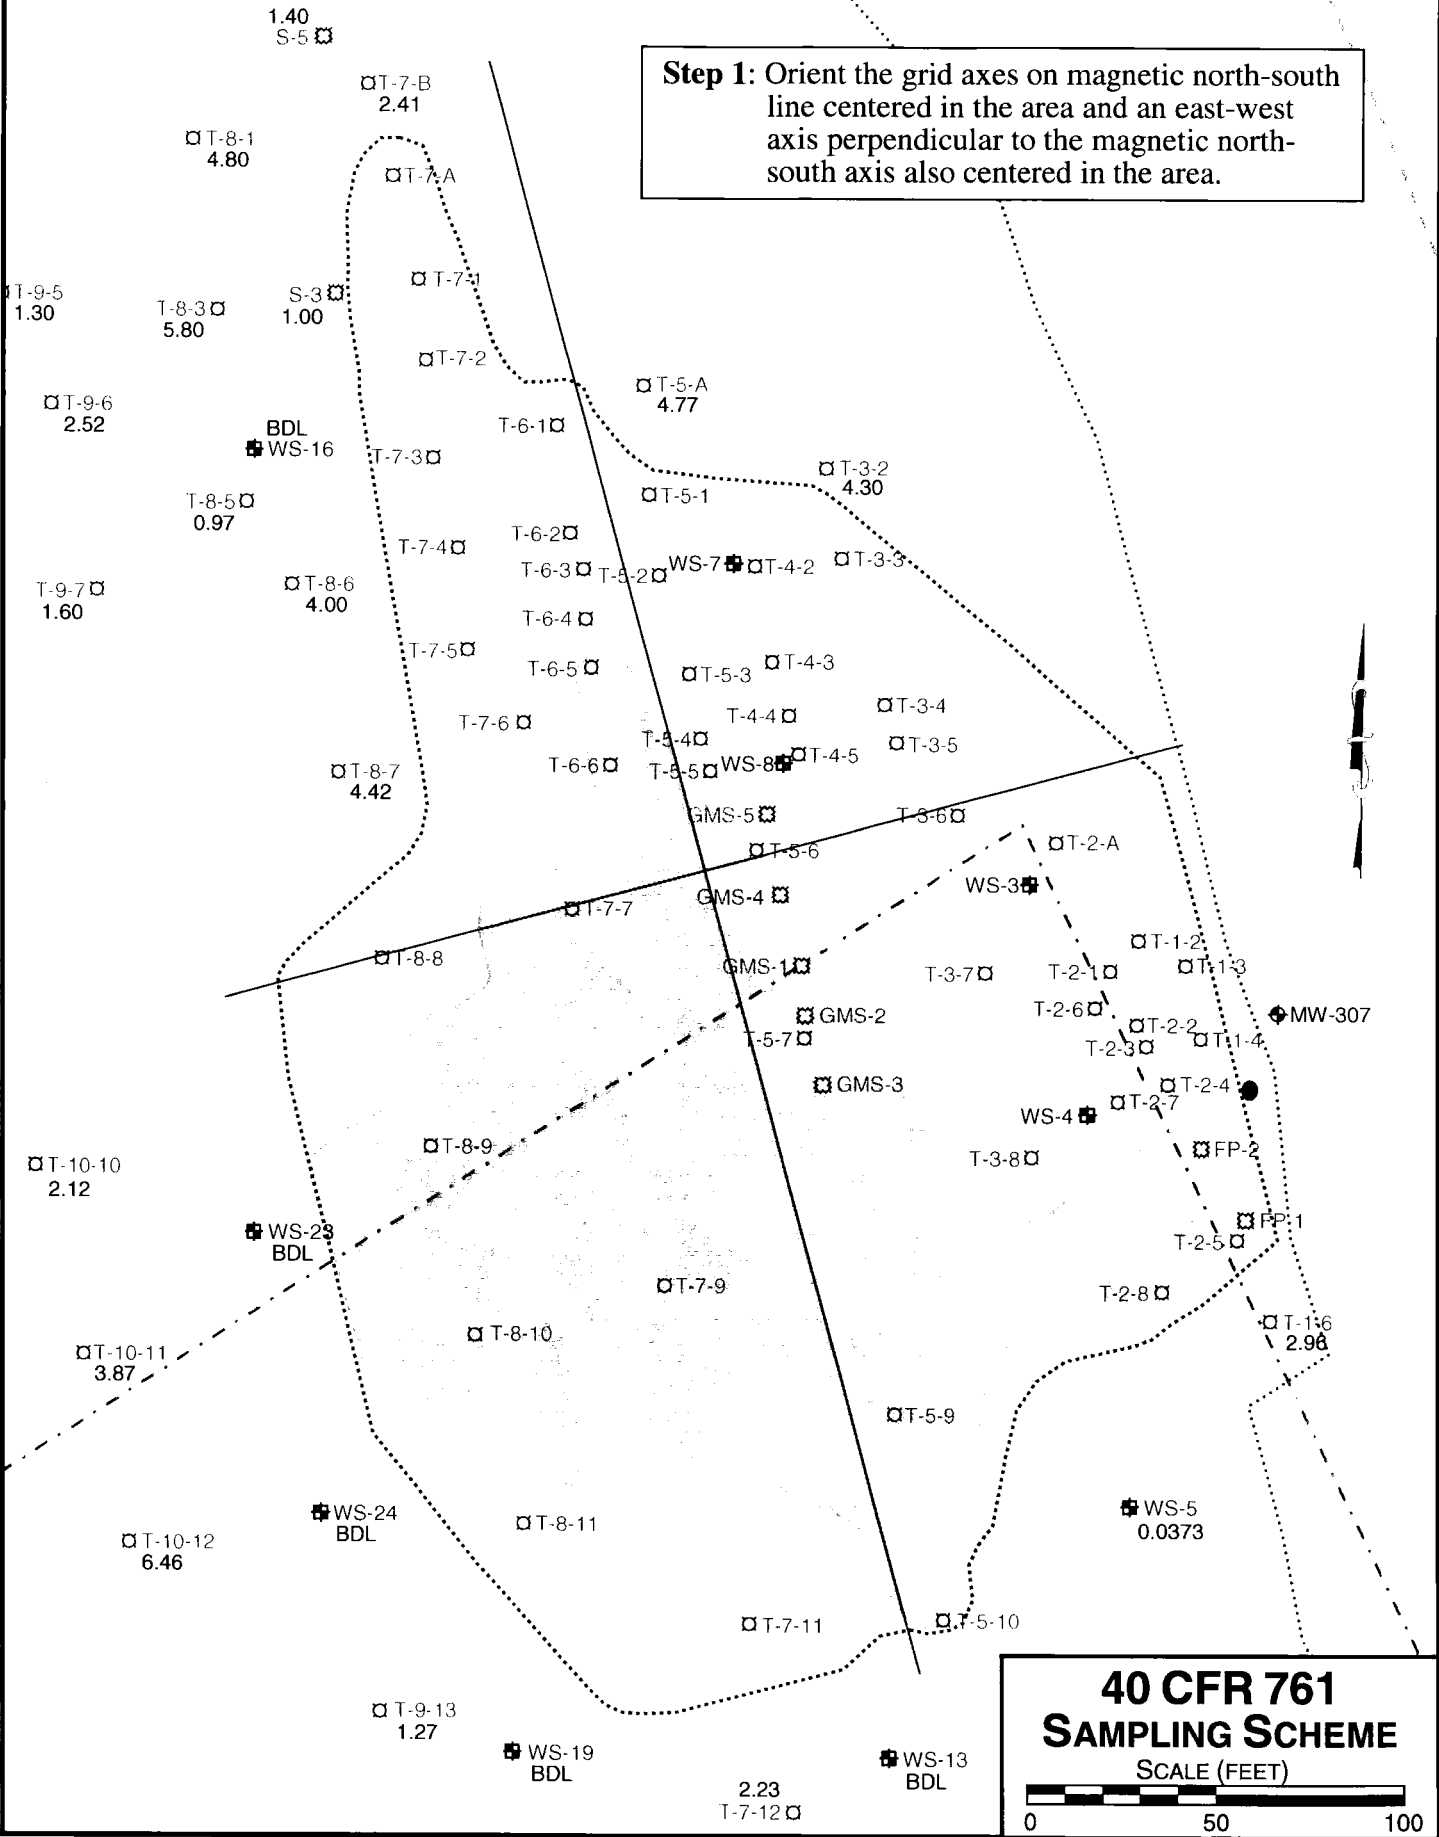 1.40
S-5
T-7-B
2.41
Step 1: Orient the grid axes on magnetic north-south
line centered in the area and an east-west
axis perpendicular to the magnetic north-
south axis also centered in the area.
T-8-1
4.80
T-7-A
T-7-1
T-9-5
1.30
T-8-3
5.80
S-3
1.00
T-7-2
T-5-A
4.77
T-9-6
2.52
T-6-1
BDL
WS-16
T-7-3
T-3-2
4.30
T-8-5
0.97
T-5-1
T-6-2
T-7-4
T-6-3
T-5-2
WS-7
T-4-2
T-3-3
T-9-7
1.60
T-8-6
4.00
T-6-4
T-7-5
T-6-5
T-5-3
T-4-3
T-3-4
T-7-6
T-4-4
T-5-4
T-3-5
T-8-7
4.42
T-6-6
T-5-5
WS-8
T-4-5
GMS-5
T-3-6
T-5-6
T-2-A
GMS-4
WS-3
T-7-7
T-8-8
T-1-2
GMS-1
T-3-7
T-2-1
T-1-3
GMS-2
T-2-6
MW-307
T-5-7
T-2-2
T-2-3
T-1-4
GMS-3
T-2-4
T-2-7
WS-4
T-8-9
T-3-8
FP-2
T-10-10
2.12
WS-23
BDL
FP-1
T-2-5
T-7-9
T-2-8
T-8-10
T-1-6
2.96
T-10-11
3.87
T-5-9
WS-24
BDL
T-8-11
WS-5
0.0373
T-10-12
6.46
T-7-11
T-5-10
T-9-13
1.27
WS-19
BDL
WS-13
BDL
2.23
T-7-12
40 CFR 761
SAMPLING SCHEME
SCALE (FEET)
0 50 100